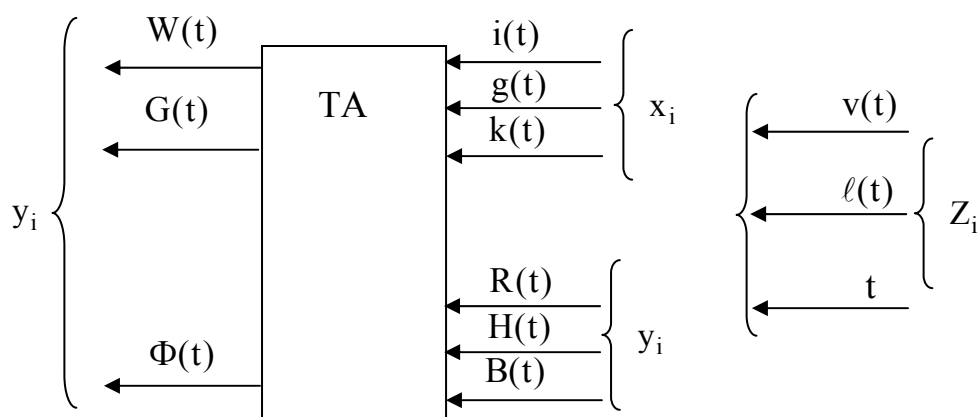 W(t)
G(t)
Φ(t)
y_i
TA
i(t)
g(t)
k(t)
x_i
R(t)
H(t)
B(t)
y_i
v(t)
ℓ(t)
t
Z_i